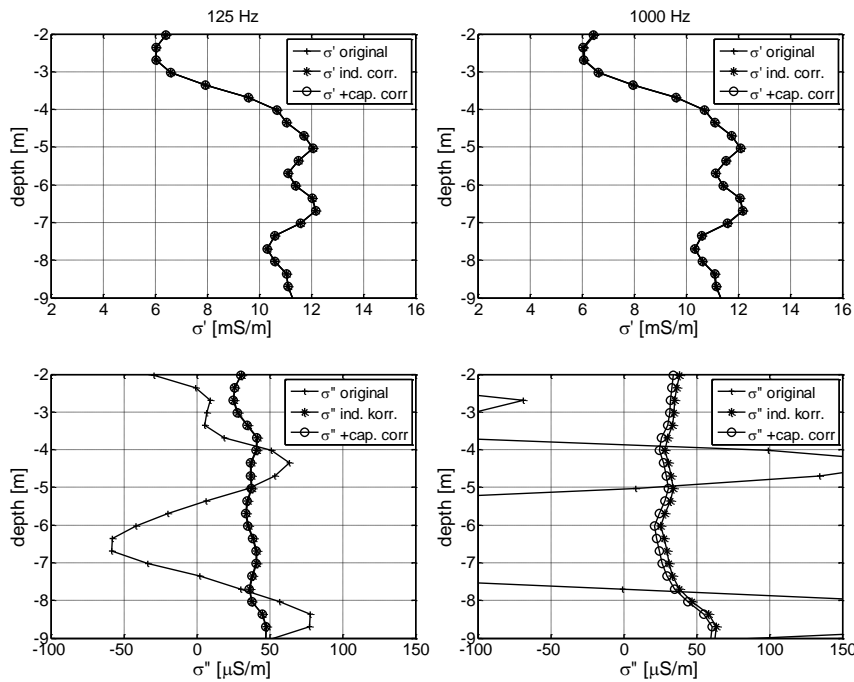 125 Hz
1000 Hz
-2
-3
-4
-5
-6
-7
-8
-9
depth [m]
σ' original
σ' ind. corr.
σ' +cap. corr
2
4
6
8
10
12
14
16
σ' [mS/m]
-2
-3
-4
-5
-6
-7
-8
-9
depth [m]
σ' original
σ' ind. corr.
σ' +cap. corr
2
4
6
8
10
12
14
16
σ' [mS/m]
-2
-3
-4
-5
-6
-7
-8
-9
depth [m]
σ" original
σ" ind. korr.
σ" +cap. corr
-100
-50
0
50
100
150
σ" [μS/m]
-2
-3
-4
-5
-6
-7
-8
-9
depth [m]
σ" original
σ" ind. korr.
σ" +cap. corr
-100
-50
0
50
100
150
σ" [μS/m]